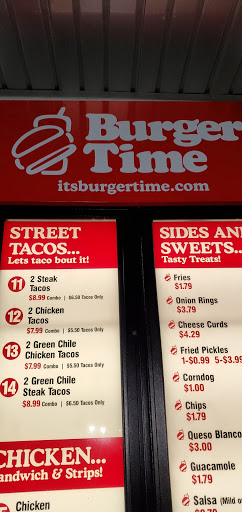 Burger
Time
itsburgertime.com
STREET
TACOS...
Lets taco bout it!
11 2 Steak
Tacos
$8.99 Combo | $6.50 Tacos Only
12 2 Chicken
Tacos
$7.99 Combo | $5.50 Tacos Only
13 2 Green Chile
Chicken Tacos
$7.99 Combo | $5.50 Tacos Only
14 2 Green Chile
Steak Tacos
$8.99 Combo | $6.50 Tacos Only
CHICKEN...
andwich & Strips!
Chicken
SIDES AN
SWEETS...
Tasty Treats!
Fries
$1.79
Onion Rings
$3.79
Cheese Curds
$4.29
Fried Pickles
1-$0.99 5-$3.99
Corndog
$1.00
Chips
$1.79
Queso Blanco
$3.00
Guacamole
$1.79
Salsa (Mild o
$0.79